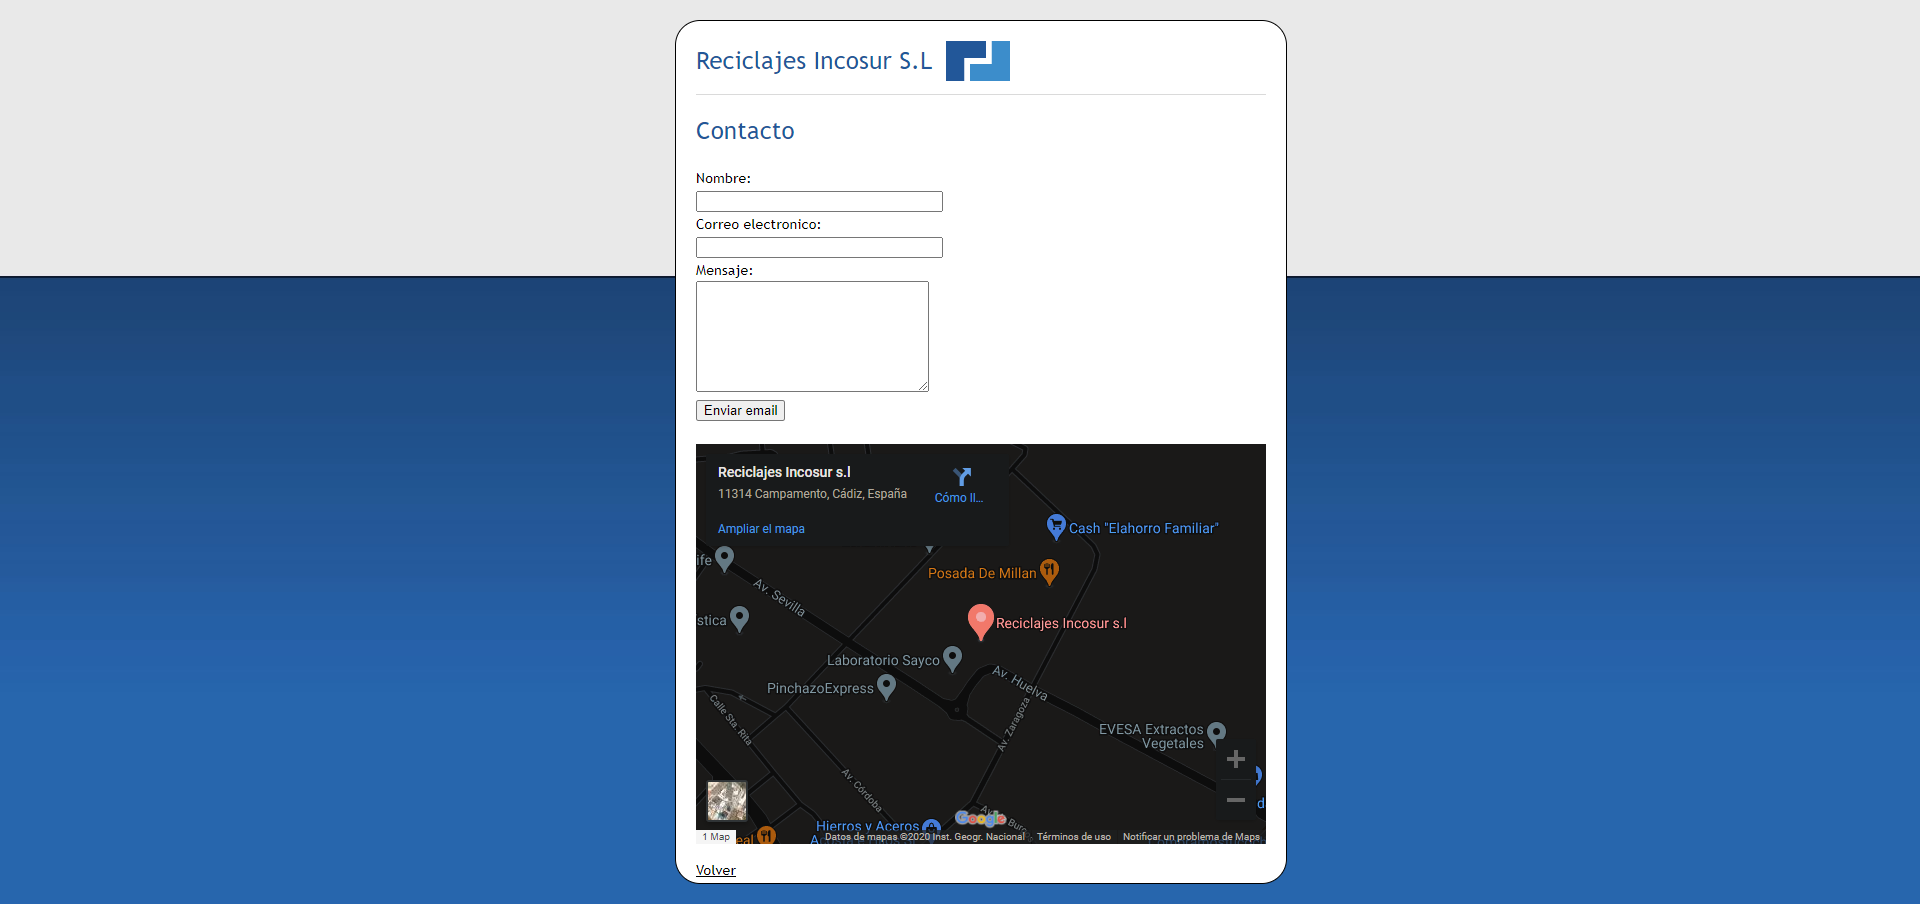 Reciclajes Incosur S.L
Contacto
Nombre:
Correo electronico:
Mensaje:
Enviar email
Reciclajes Incosur s.l
11314 Campamento, Cádiz, España
Cómo ll...
Ampliar el mapa
Cash "Elahorro Familiar"
ife
Posada De Millan
Av. Sevilla
stica
Reciclajes Incosur s.l
Laboratorio Sayco
Av. Huelva
PinchazoExpress
Calle Sta. Rita
Av. Zaragoza
EVESA Extractos
Vegetales
Av. Córdoba
d
Google
Hierros y Aceros
1 Map
eal
Datos de mapas ©2020 Inst. Geogr. Nacional
Términos de uso
Notificar un problema de Maps
Volver